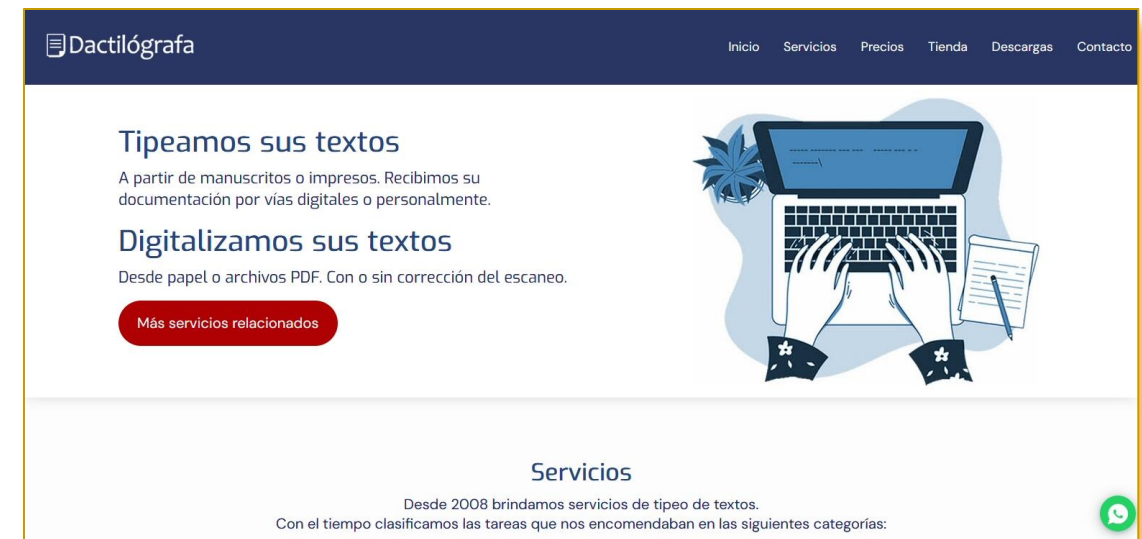 Dactilógrafa
Inicio Servicios Precios Tienda Descargas Contacto
Tipeamos sus textos
A partir de manuscritos o impresos. Recibimos su
documentación por vías digitales o personalmente.
Digitalizamos sus textos
Desde papel o archivos PDF. Con o sin corrección del escaneo.
Más servicios relacionados
Servicios
Desde 2008 brindamos servicios de tipeo de textos.
Con el tiempo clasificamos las tareas que nos encomendaban en las siguientes categorías: